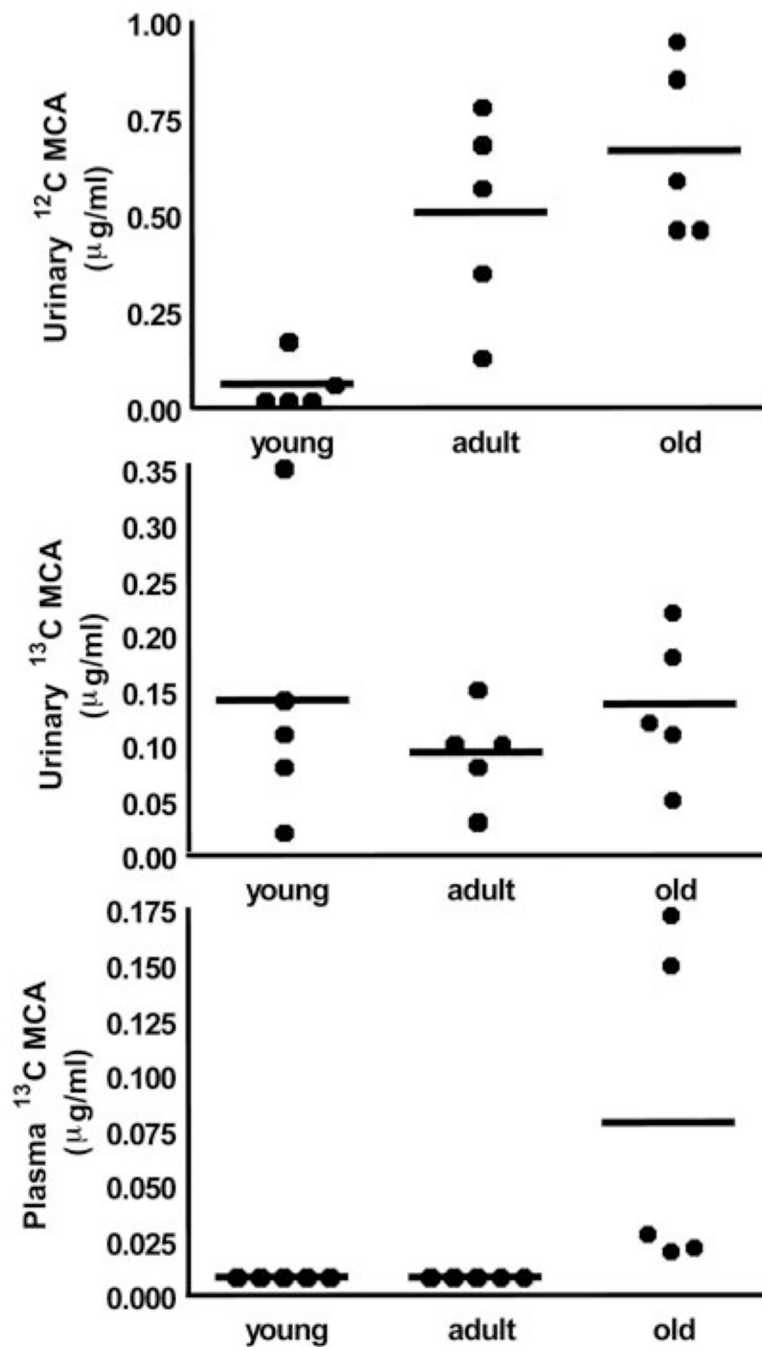 1.00
0.75
0.50
0.25
0.00
Urinary ¹²C MCA
(μg/ml)
young adult old
0.35
0.30
0.25
0.20
0.15
0.10
0.05
0.00
Urinary ¹³C MCA
(μg/ml)
young adult old
0.175
0.150
0.125
0.100
0.075
0.050
0.025
0.000
Plasma ¹³C MCA
(μg/ml)
young adult old